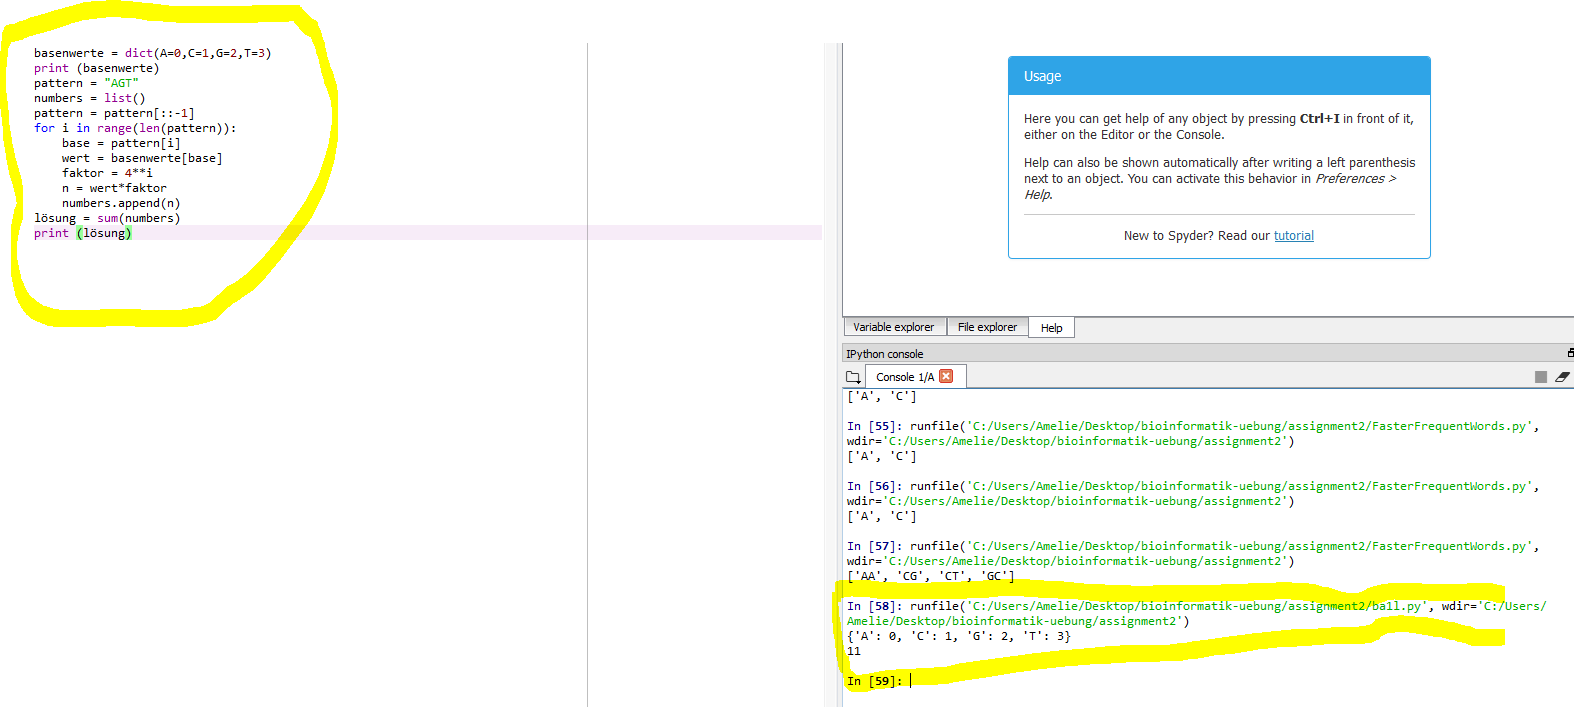 basenwerte = dict(A=0,C=1,G=2,T=3)
print (basenwerte)
pattern = "AGT"
numbers = list()
pattern = pattern[::-1]
for i in range(len(pattern)):
    base = pattern[i]
    wert = basenwerte[base]
    faktor = 4**i
    n = wert*faktor
    numbers.append(n)
lösung = sum(numbers)
print (lösung)
Usage
Here you can get help of any object by pressing Ctrl+I in front of it,
either on the Editor or the Console.
Help can also be shown automatically after writing a left parenthesis
next to an object. You can activate this behavior in Preferences >
Help.
New to Spyder? Read our tutorial
Variable explorer File explorer Help
IPython console
Console 1/A
['A', 'C']
In [55]: runfile('C:/Users/Amelie/Desktop/bioinformatik-uebung/assignment2/FasterFrequentWords.py',
wdir='C:/Users/Amelie/Desktop/bioinformatik-uebung/assignment2')
['A', 'C']
In [56]: runfile('C:/Users/Amelie/Desktop/bioinformatik-uebung/assignment2/FasterFrequentWords.py',
wdir='C:/Users/Amelie/Desktop/bioinformatik-uebung/assignment2')
['A', 'C']
In [57]: runfile('C:/Users/Amelie/Desktop/bioinformatik-uebung/assignment2/FasterFrequentWords.py',
wdir='C:/Users/Amelie/Desktop/bioinformatik-uebung/assignment2')
['AA', 'CG', 'CT', 'GC']
In [58]: runfile('C:/Users/Amelie/Desktop/bioinformatik-uebung/assignment2/ba1l.py', wdir='C:/Users/
Amelie/Desktop/bioinformatik-uebung/assignment2')
{'A': 0, 'C': 1, 'G': 2, 'T': 3}
11
In [59]: